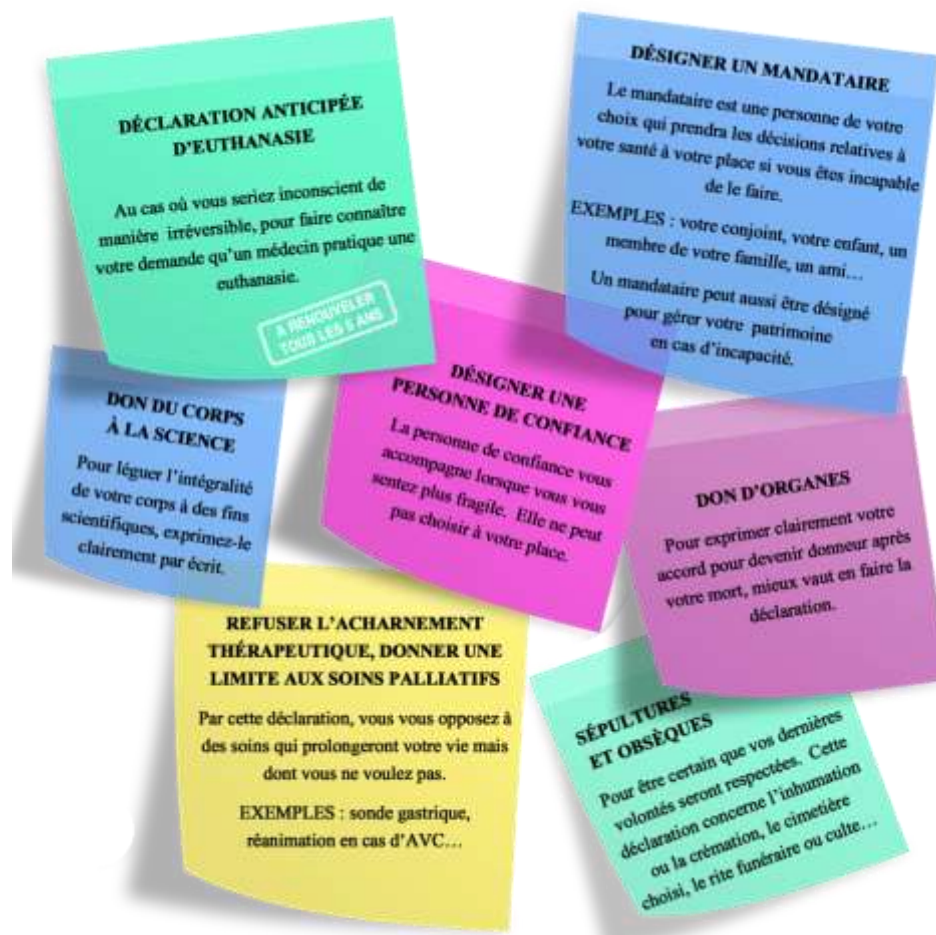 DÉCLARATION ANTICIPÉE
D'EUTHANASIE
Au cas où vous seriez inconscient de
manière irréversible, pour faire connaître
votre demande qu'un médecin pratique une
euthanasie.
A RENOUVELER
TOUS LES 5 ANS
DÉSIGNER UN MANDATAIRE
Le mandataire est une personne de votre
choix qui prendra les décisions relatives à
votre santé à votre place si vous êtes incapable
de le faire.
EXEMPLES : votre conjoint, votre enfant, un
membre de votre famille, un ami…
Un mandataire peut aussi être désigné
pour gérer votre patrimoine
en cas d'incapacité.
DON DU CORPS
À LA SCIENCE
Pour léguer l'intégralité
de votre corps à des fins
scientifiques, exprimez-le
clairement par écrit.
DÉSIGNER UNE
PERSONNE DE CONFIANCE
La personne de confiance vous
accompagne lorsque vous vous
sentez plus fragile. Elle ne peut
pas choisir à votre place.
DON D'ORGANES
Pour exprimer clairement votre
accord pour devenir donneur après
votre mort, mieux vaut en faire la
déclaration.
REFUSER L'ACHARNEMENT
THÉRAPEUTIQUE, DONNER UNE
LIMITE AUX SOINS PALLIATIFS
Par cette déclaration, vous vous opposez à
des soins qui prolongeront votre vie mais
dont vous ne voulez pas.
EXEMPLES : sonde gastrique,
réanimation en cas d'AVC…
SÉPULTURES
ET OBSÈQUES
Pour être certain que vos dernières
volontés seront respectées. Cette
déclaration concerne l'inhumation
ou la crémation, le cimetière
choisi, le rite funéraire ou culte…